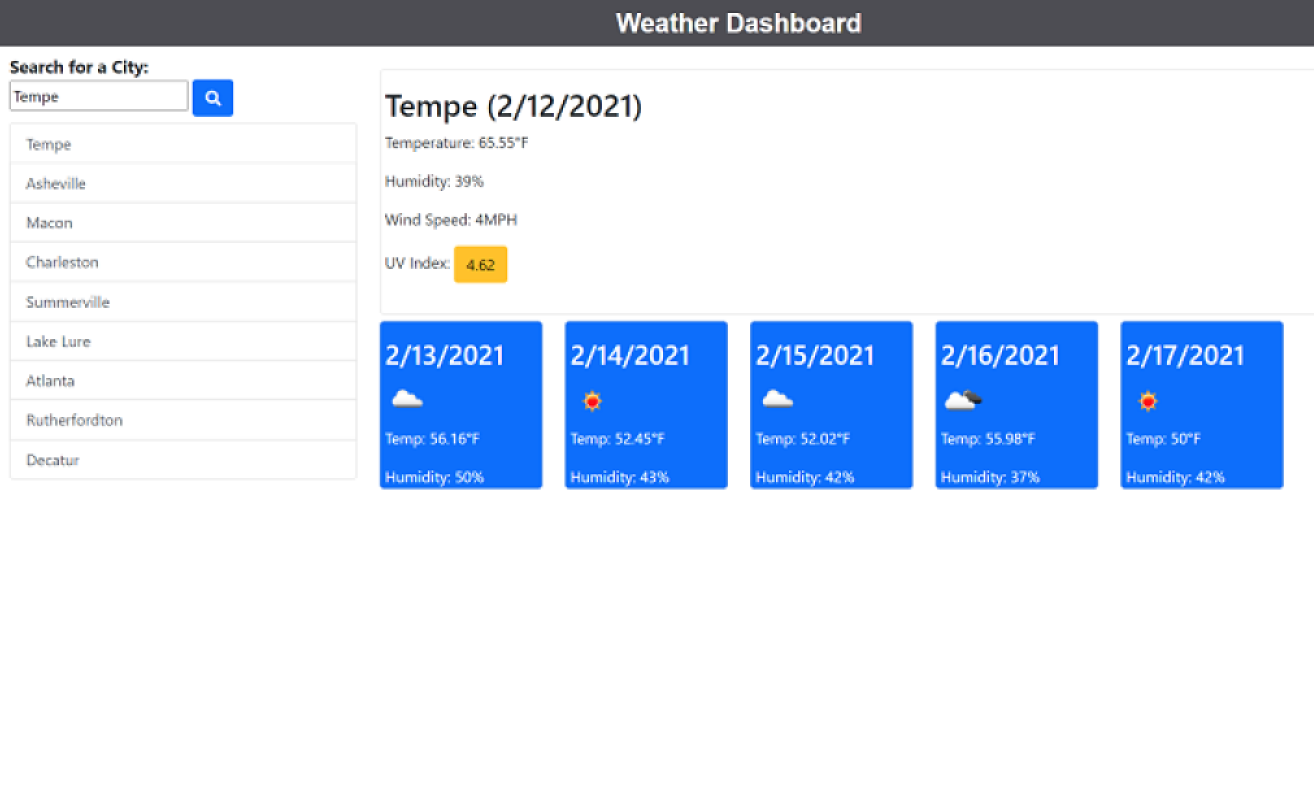 Weather Dashboard
Search for a City:
Tempe
Tempe
Asheville
Macon
Charleston
Summerville
Lake Lure
Atlanta
Rutherfordton
Decatur
Tempe (2/12/2021)
Temperature: 65.55°F
Humidity: 39%
Wind Speed: 4MPH
UV Index: 4.62
2/13/2021
Temp: 56.16°F
Humidity: 50%
2/14/2021
Temp: 52.45°F
Humidity: 43%
2/15/2021
Temp: 52.02°F
Humidity: 42%
2/16/2021
Temp: 55.98°F
Humidity: 37%
2/17/2021
Temp: 50°F
Humidity: 42%